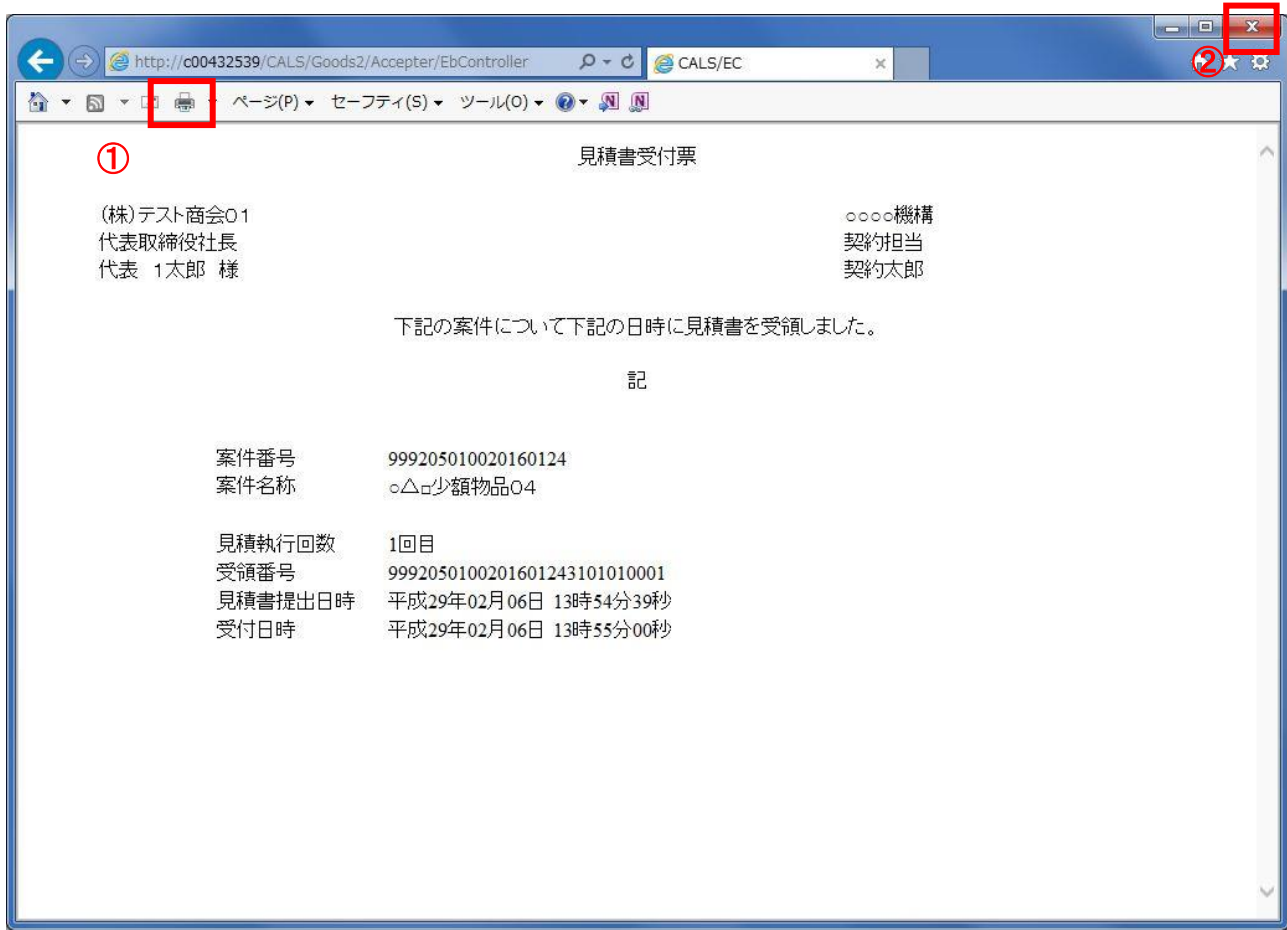 http://c00432539/CALS/Goods2/Accepter/EbController
CALS/EC
②
ページ(P) セーフティ(S) ツール(O)
①
見積書受付票
(株)テスト商会01
○○○○機構
代表取締役社長
契約担当
代表 1太郎 様
契約太郎
下記の案件について下記の日時に見積書を受領しました。
記
案件番号 999205010020160124
案件名称 ○△□少額物品04
見積執行回数 1回目
受領番号 9992050100201601243101010001
見積書提出日時 平成29年02月06日 13時54分39秒
受付日時 平成29年02月06日 13時55分00秒